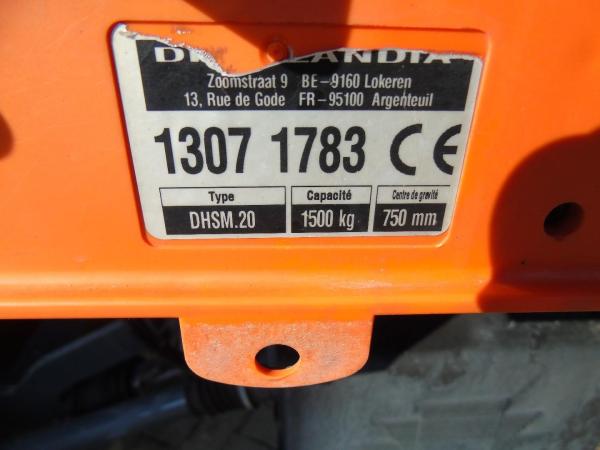 Zoomstraat 9 BE-9160 Lokeren
13, Rue de Gode FR-95100 Argenteuil
1307 1783 CE
Type Capacité Centre de gravité
DHSM.20 1500 kg 750 mm